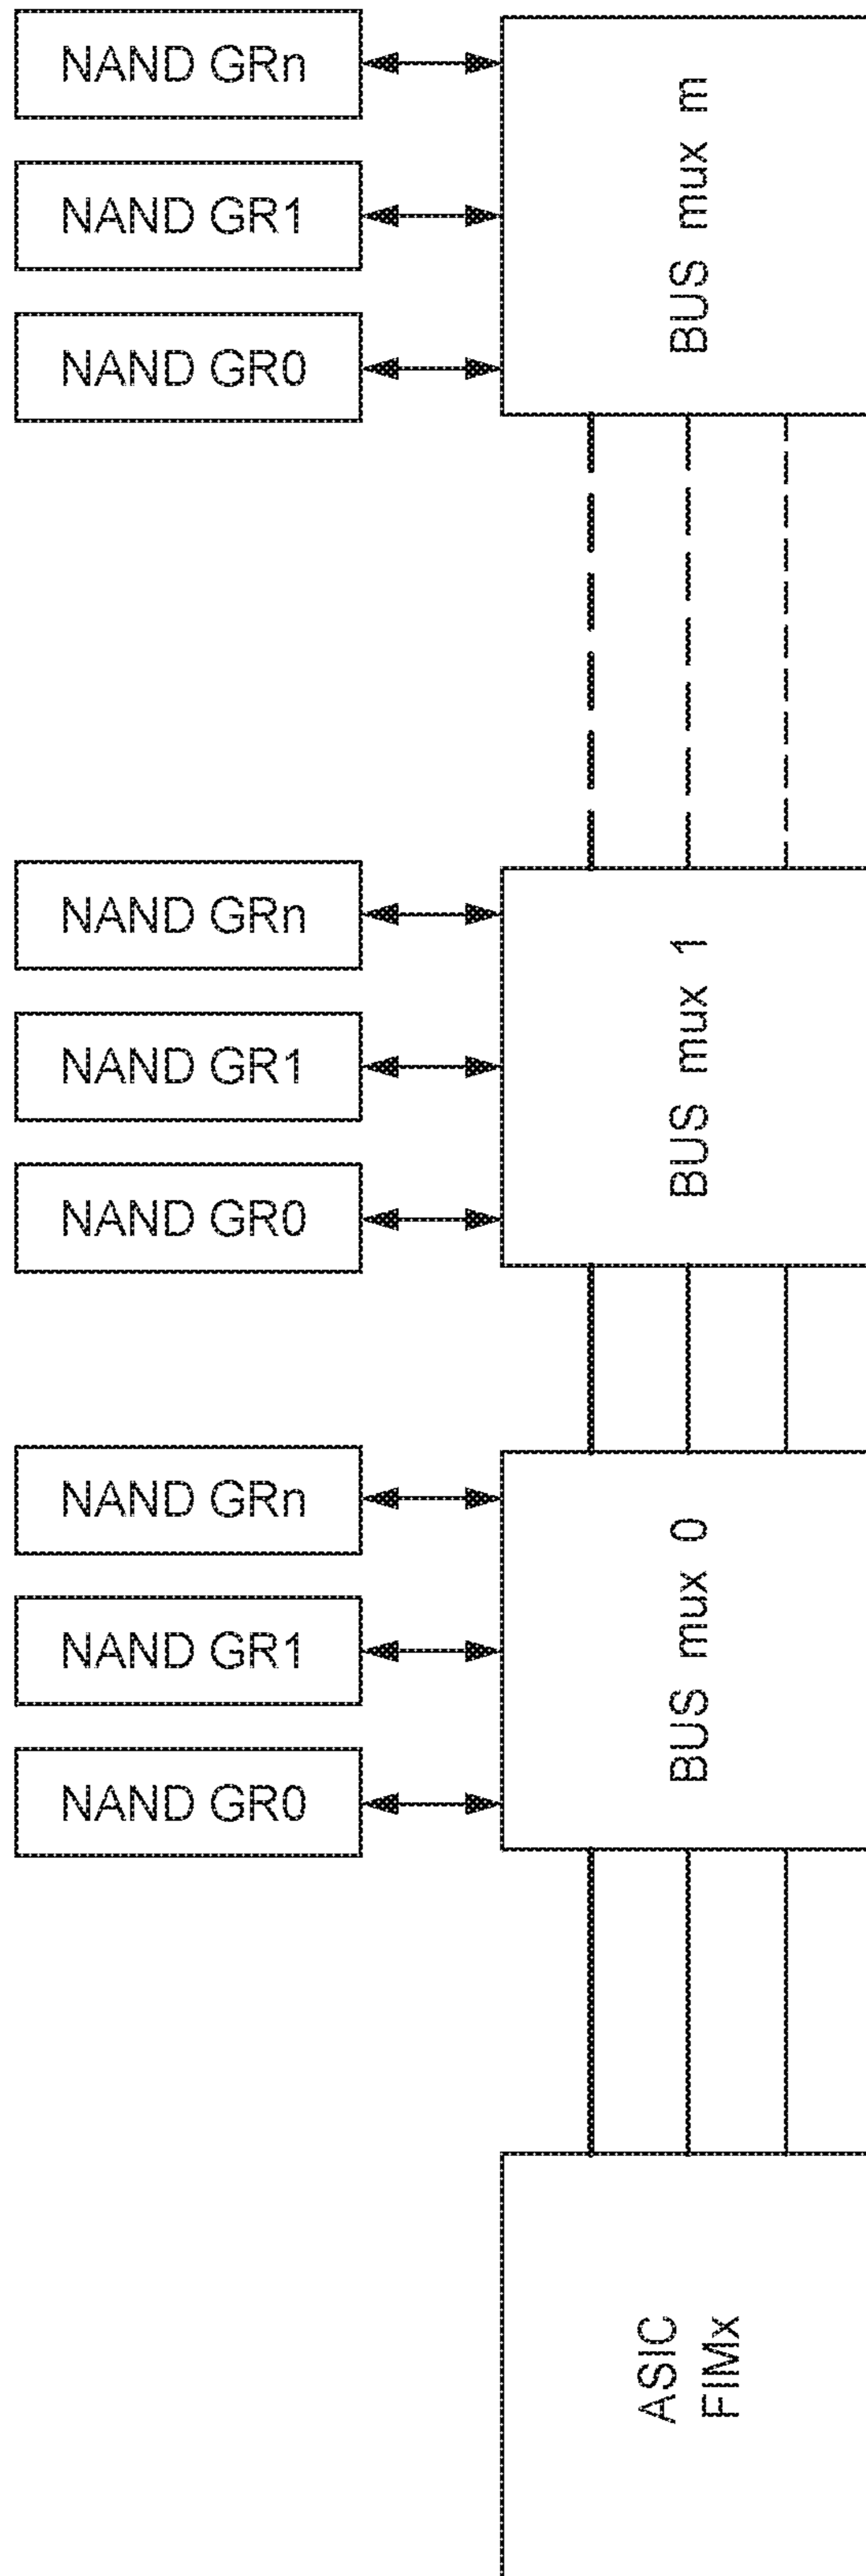 NAND GRn
NAND GR1
NAND GR0
BUS mux m
NAND GRn
NAND GR1
NAND GR0
BUS mux 1
NAND GRn
NAND GR1
NAND GR0
BUS mux 0
ASIC
FIMx